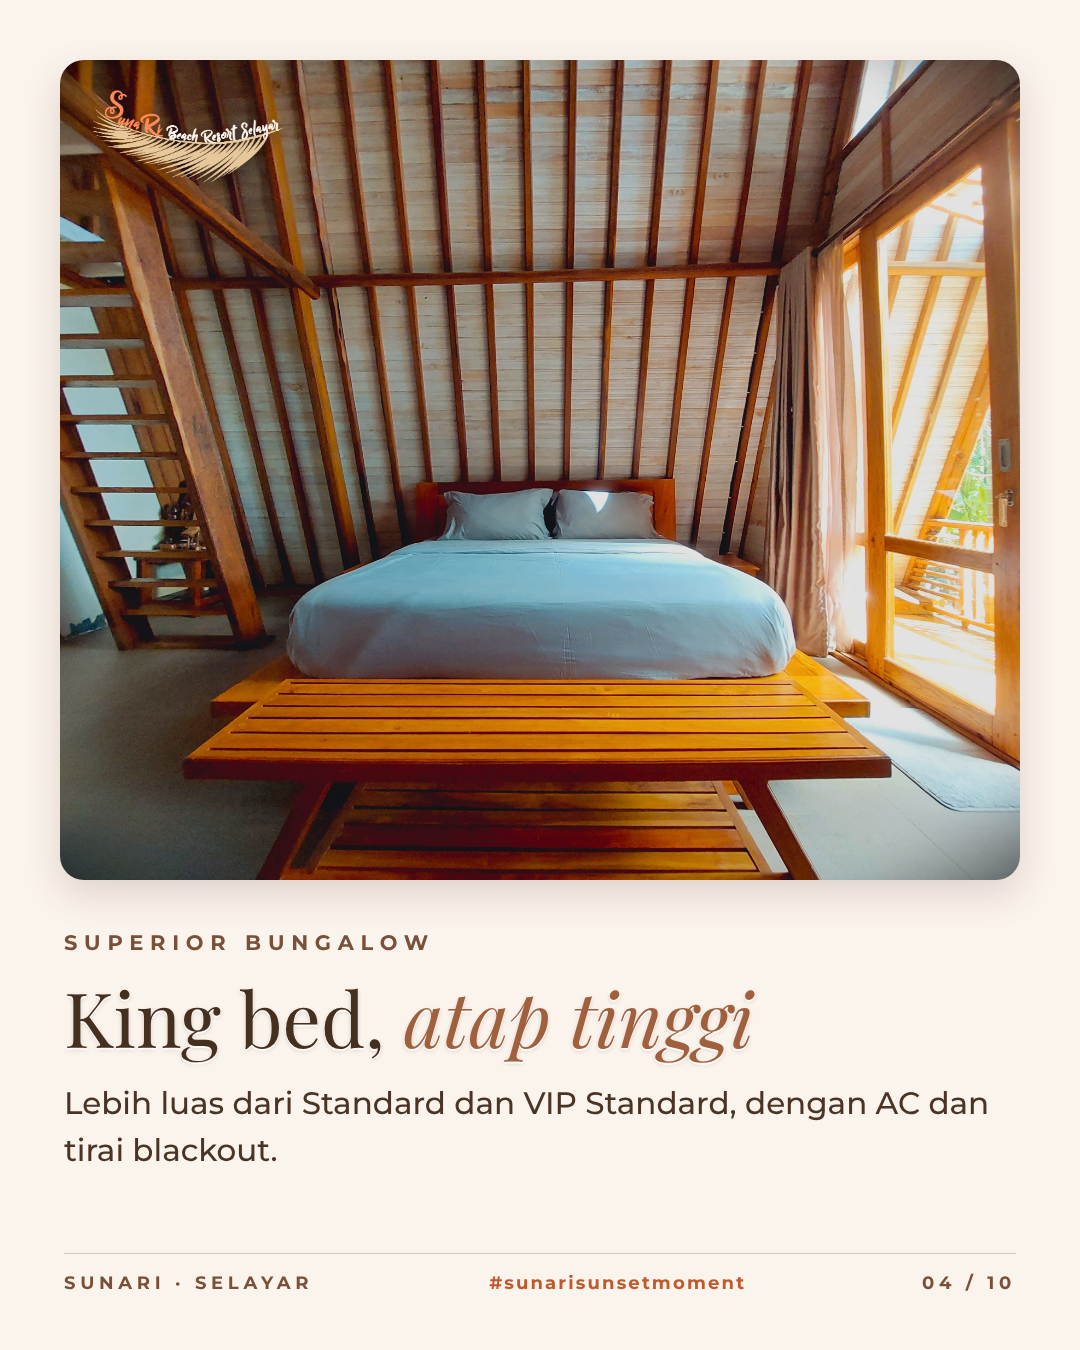 SunaRi Beach Resort Selayar
SUPERIOR BUNGALOW
King bed, atap tinggi
Lebih luas dari Standard dan VIP Standard, dengan AC dan
tirai blackout.
SUNARI · SELAYAR
#sunarisunsetmoment
04 / 10